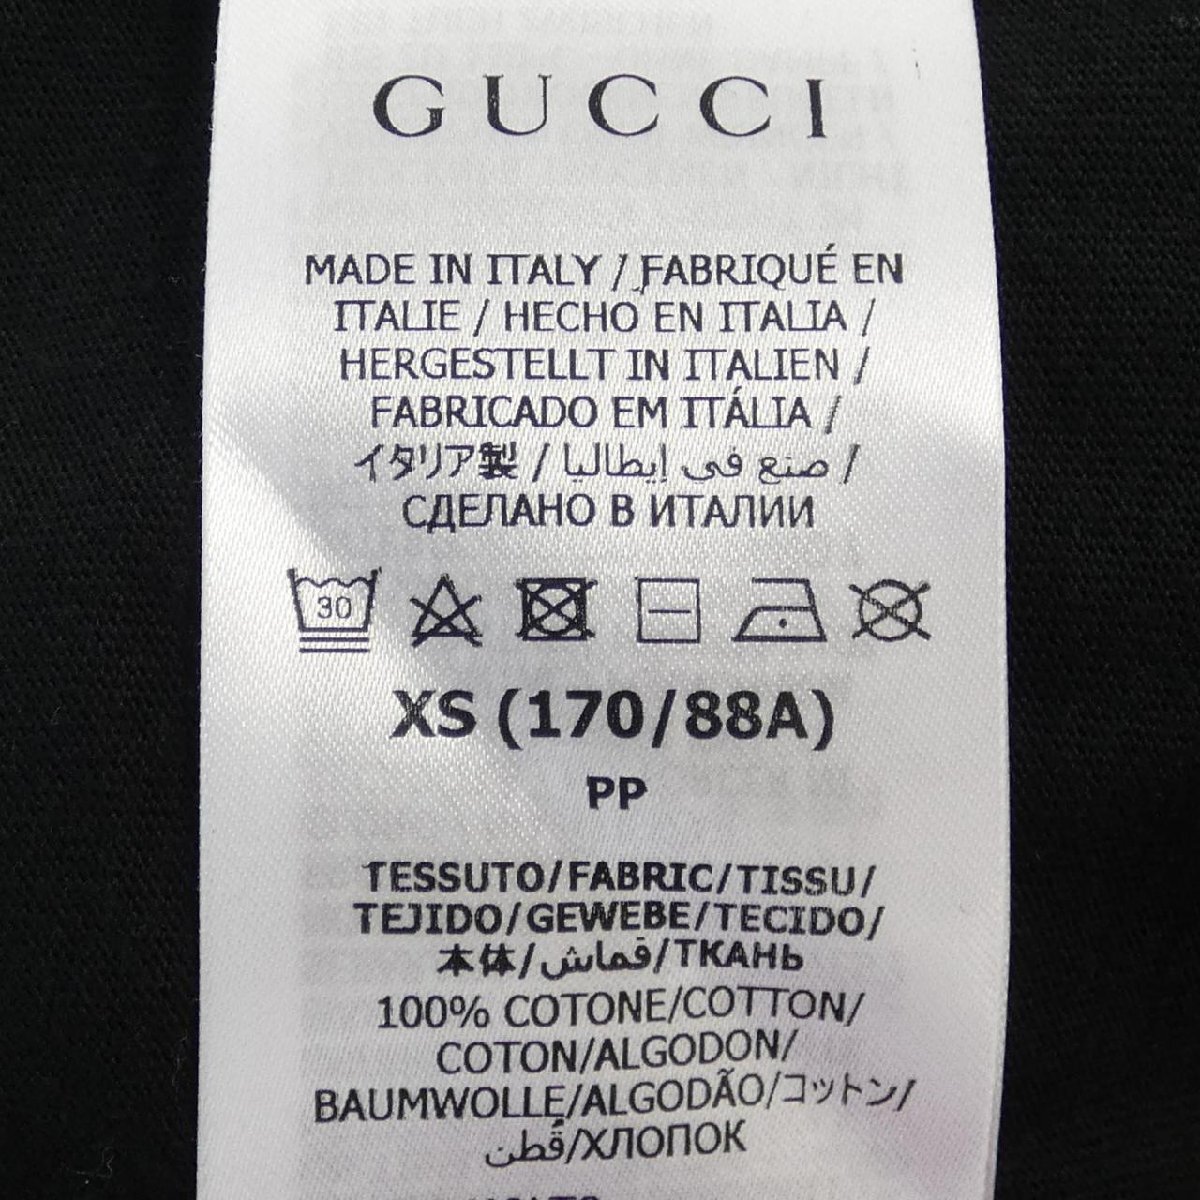 GUCCI
MADE IN ITALY / FABRIQUÉ EN
ITALIE / HECHO EN ITALIA /
HERGESTELLT IN ITALIEN /
FABRICADO EM ITÁLIA /
イタリア製 / صنع في إيطاليا /
СДЕЛАНО В ИТАЛИИ
30
XS (170/88A)
PP
TESSUTO/FABRIC/TISSU/
TEJIDO/GEWEBE/TECIDO/
本体/قماش/ТКАНЬ
100% COTONE/COTTON/
COTON/ALGODON/
BAUMWOLLE/ALGODÃO/コットン/
قُطن/ХЛОПОК